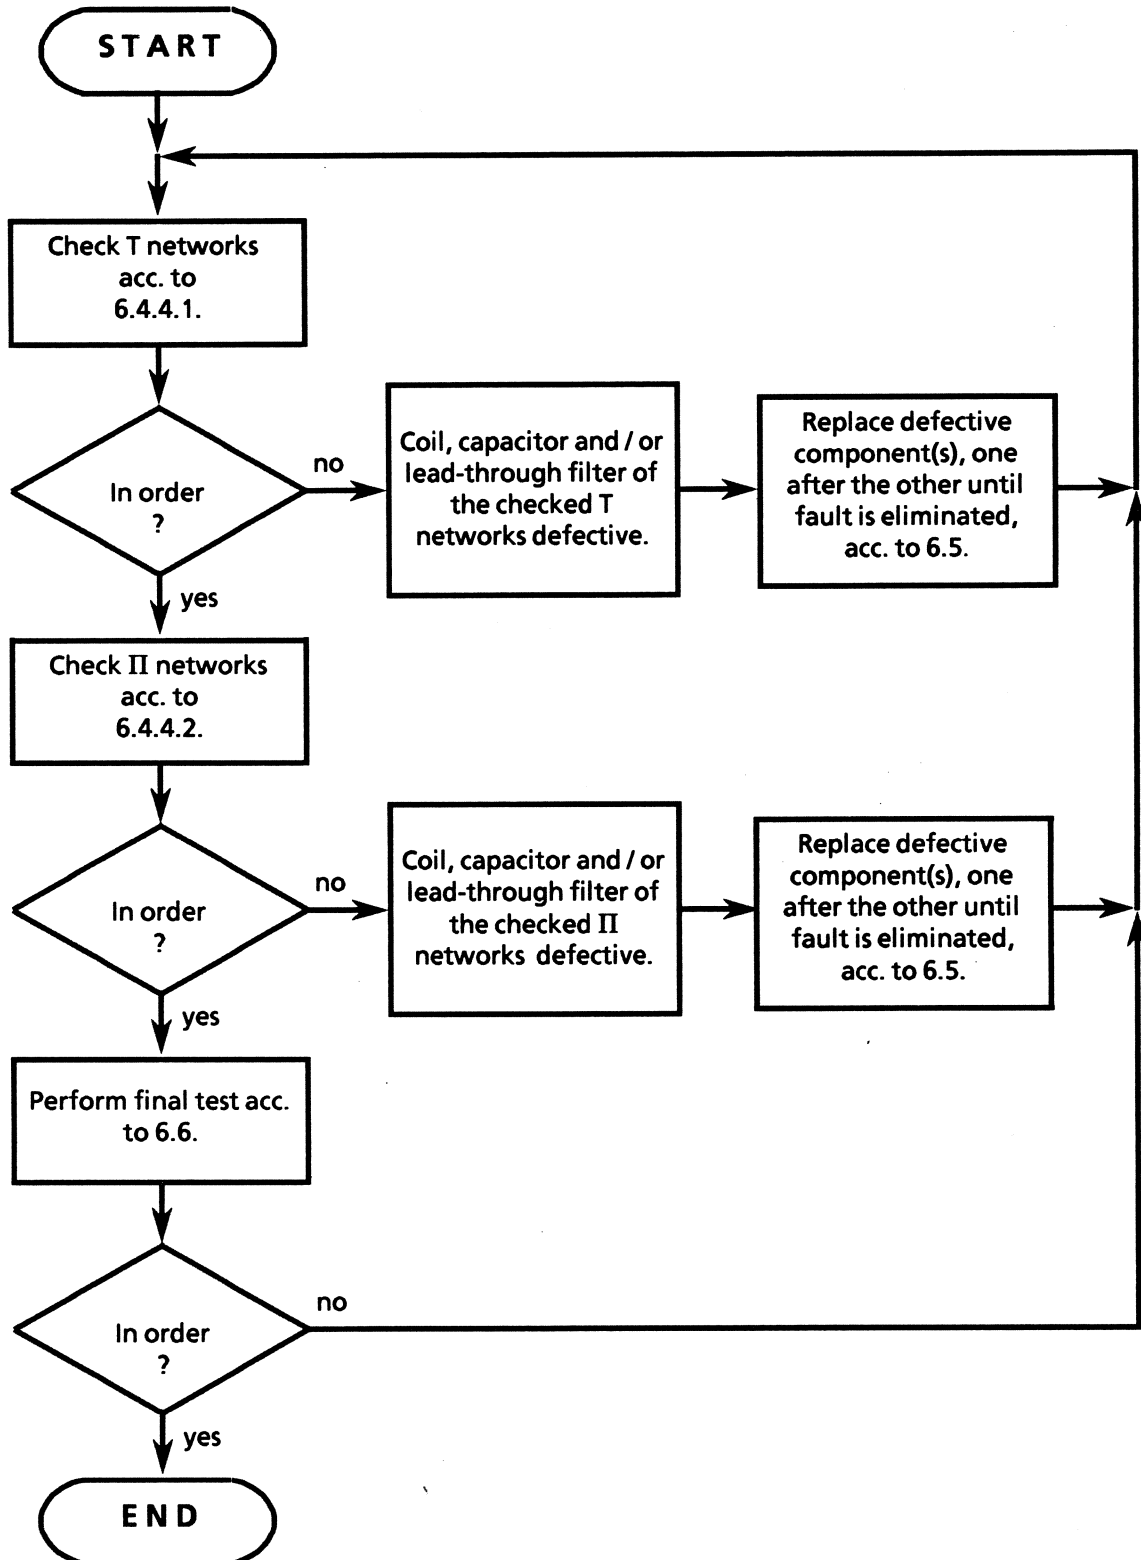 START
Check T networks
acc. to
6.4.4.1.
In order
?
no
Coil, capacitor and / or
lead-through filter of
the checked T
networks defective.
Replace defective
component(s), one
after the other until
fault is eliminated,
acc. to 6.5.
yes
Check Π networks
acc. to
6.4.4.2.
In order
?
no
Coil, capacitor and / or
lead-through filter of
the checked Π
networks defective.
Replace defective
component(s), one
after the other until
fault is eliminated,
acc. to 6.5.
yes
Perform final test acc.
to 6.6.
In order
?
no
yes
END